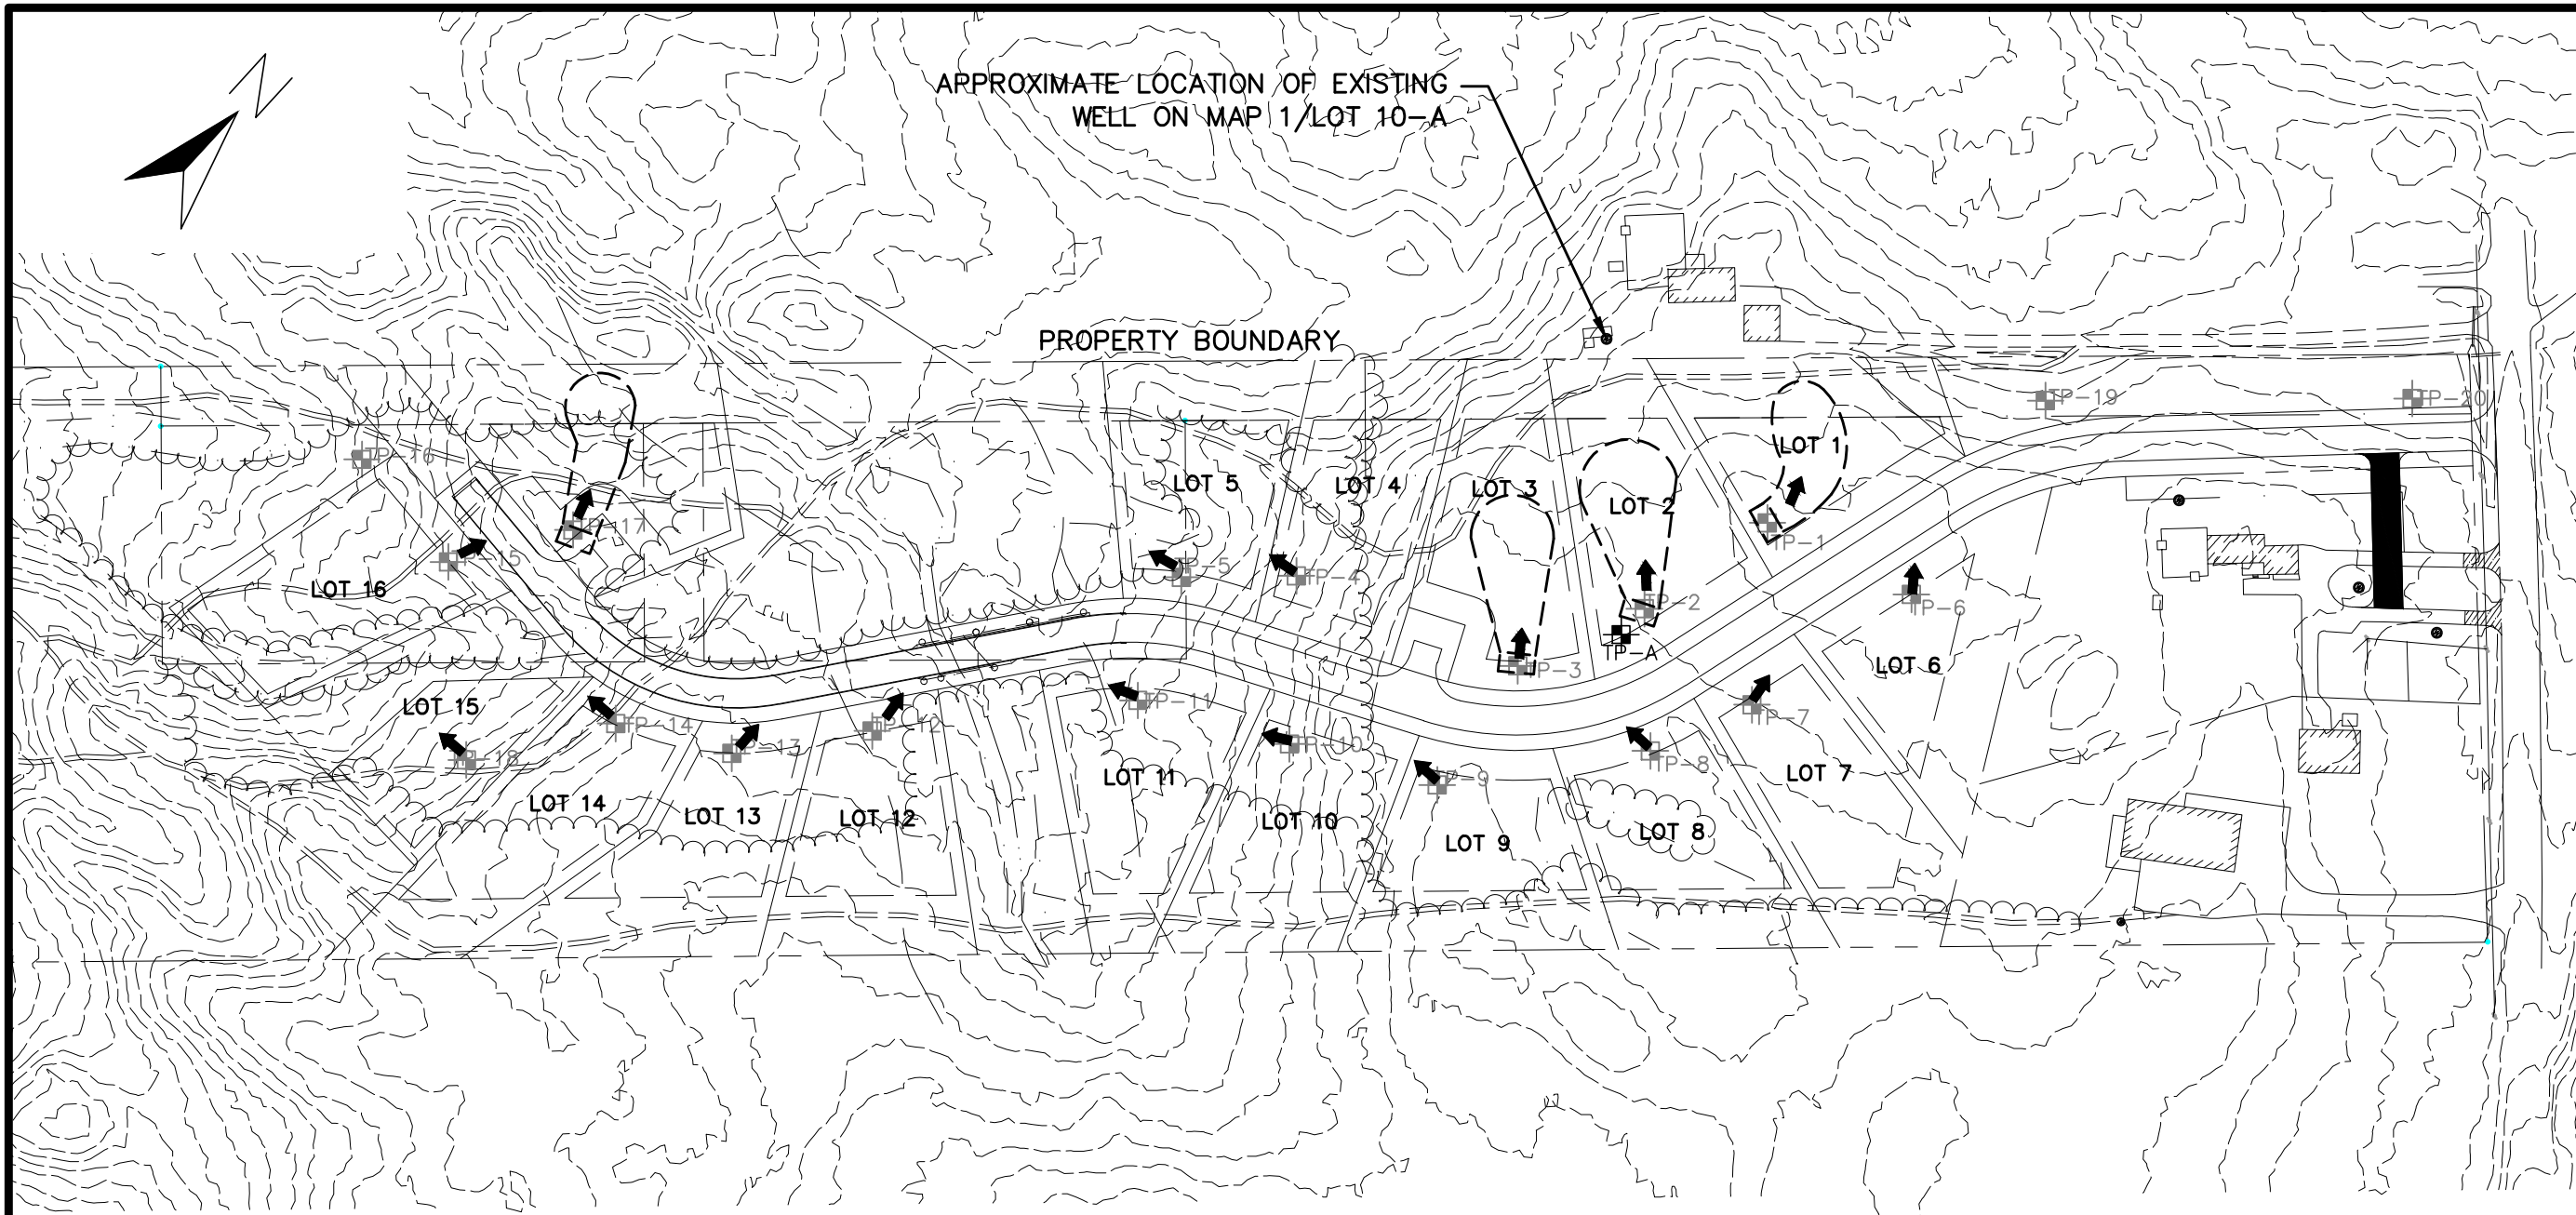 N
APPROXIMATE LOCATION OF EXISTING
WELL ON MAP 1/LOT 10-A
PROPERTY BOUNDARY
TP-19
TP-20
LOT 1
TP-16
LOT 5
LOT 4
LOT 3
LOT 2
TP-17
TP-1
TP-15
TP-5
TP-4
LOT 16
TP-2
TP-6
TP-A
TP-3
LOT 6
LOT 15
TP-11
TP-7
TP-14
TP-12
TP-13
TP-10
TP-8
TP-18
LOT 11
LOT 7
TP-9
LOT 14
LOT 13
LOT 12
LOT 10
LOT 8
LOT 9